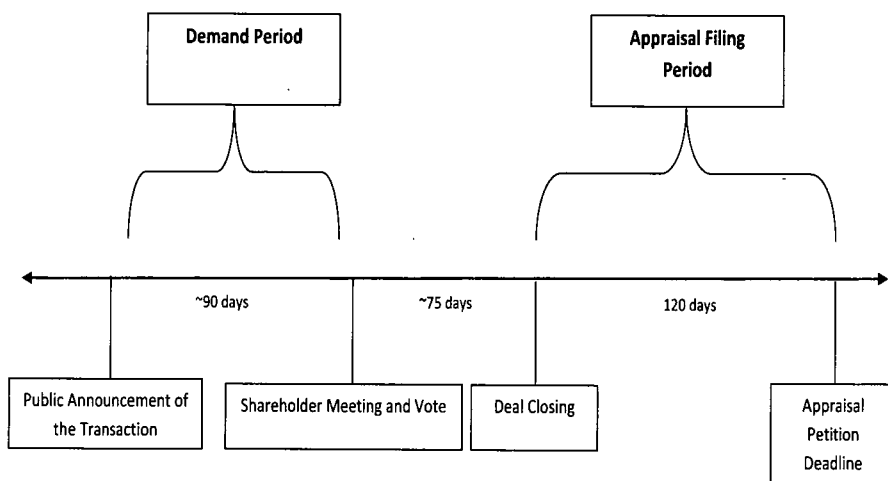 Demand Period
Appraisal Filing
Period
~90 days
~75 days
120 days
Public Announcement of
the Transaction
Shareholder Meeting and Vote
Deal Closing
Appraisal
Petition
Deadline